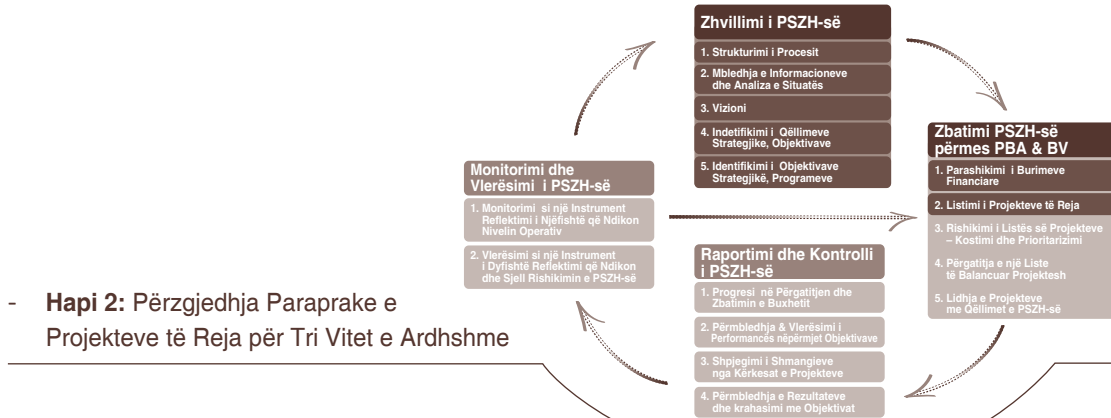 Zhvillimi i PSZH-së
1. Strukturimi i Procesit
2. Mbledhja e Informacioneve
dhe Analiza e Situatës
3. Vizioni
4. Indetifikimi i Qëllimeve
Strategjike, Objektivave
5. Identifikimi i Objektivave
Strategjikë, Programeve
Zbatimi PSZH-së
përmes PBA & BV
1. Parashikimi i Burimeve
Financiare
2. Listimi i Projekteve të Reja
3. Rishikimi i Listës së Projekteve
– Kostimi dhe Prioritarizimi
4. Përgatitja e një Liste
të Balancuar Projektesh
5. Lidhja e Projekteve
me Qëllimet e PSZH-së
Monitorimi dhe
Vlerësimi i PSZH-së
1. Monitorimi si një Instrument
Reflektimi i Njëfishtë që Ndikon
Nivelin Operativ
2. Vlerësimi si një Instrument
i Dyfishtë Reflektimi që Ndikon
dhe Sjell Rishikimin e PSZH-së
Raportimi dhe Kontrolli
i PSZH-së
1. Progresi në Përgatitjen dhe
Zbatimin e Buxhetit
2. Përmbledhja & Vlerësimi i
Performancës nëpërmjet Objektivave
3. Shpjegimi i Shmangieve
nga Kërkesat e Projekteve
4. Përmbledhja e Rezultateve
dhe krahasimi me Objektivat
- Hapi 2: Përzgjedhja Paraprake e
Projekteve të Reja për Tri Vitet e Ardhshme